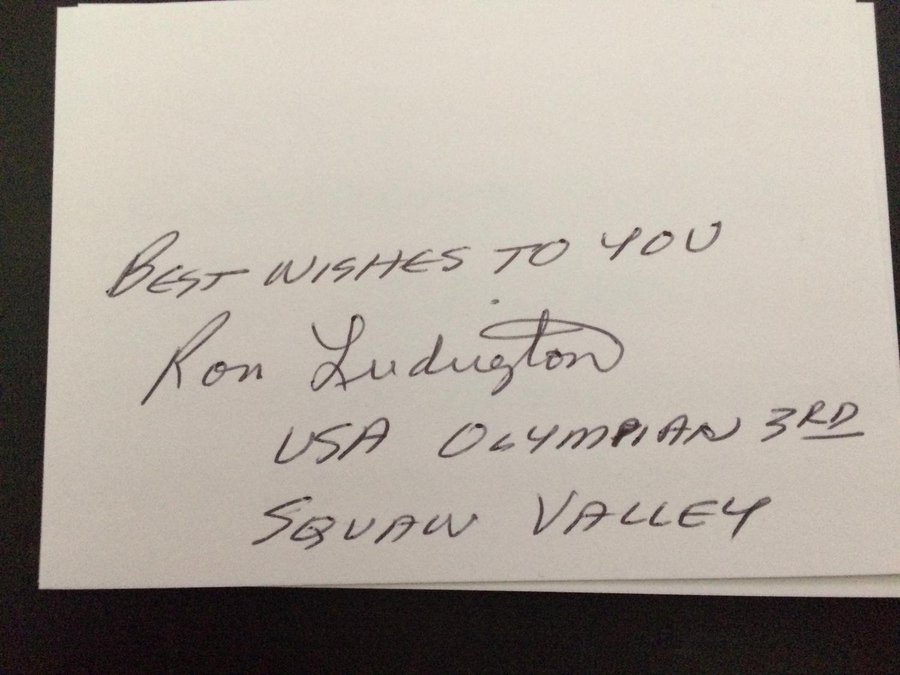 BEST WISHES TO YOU
Ron Ludington
USA OLYMPIAN 3RD
SQUAW VALLEY